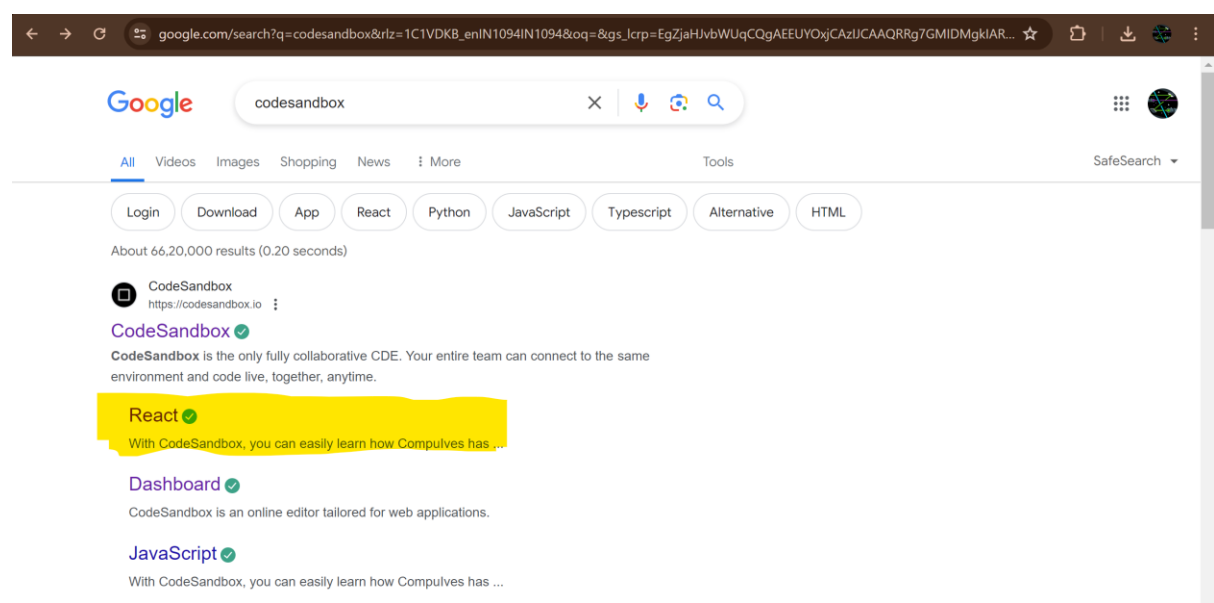 google.com/search?q=codesandbox&rlz=1C1VDKB_enIN1094IN1094&oq=&gs_lcrp=EgZjaHJvbWUqCQgAEEUYOxjCAzIJCAAQRRg7GMIDMgkIAR...
Google codesandbox
All Videos Images Shopping News More Tools SafeSearch
Login Download App React Python JavaScript Typescript Alternative HTML
About 66,20,000 results (0.20 seconds)
CodeSandbox
https://codesandbox.io
CodeSandbox
CodeSandbox is the only fully collaborative CDE. Your entire team can connect to the same
environment and code live, together, anytime.
React
With CodeSandbox, you can easily learn how Compulves has ...
Dashboard
CodeSandbox is an online editor tailored for web applications.
JavaScript
With CodeSandbox, you can easily learn how Compulves has ...